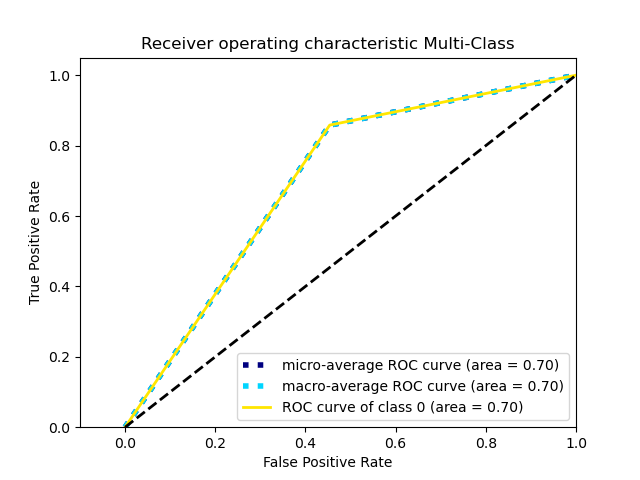 Receiver operating characteristic Multi-Class
1.0
0.8
0.6
0.4
0.2
0.0
True Positive Rate
micro-average ROC curve (area = 0.70)
macro-average ROC curve (area = 0.70)
ROC curve of class 0 (area = 0.70)
0.0 0.2 0.4 0.6 0.8 1.0
False Positive Rate